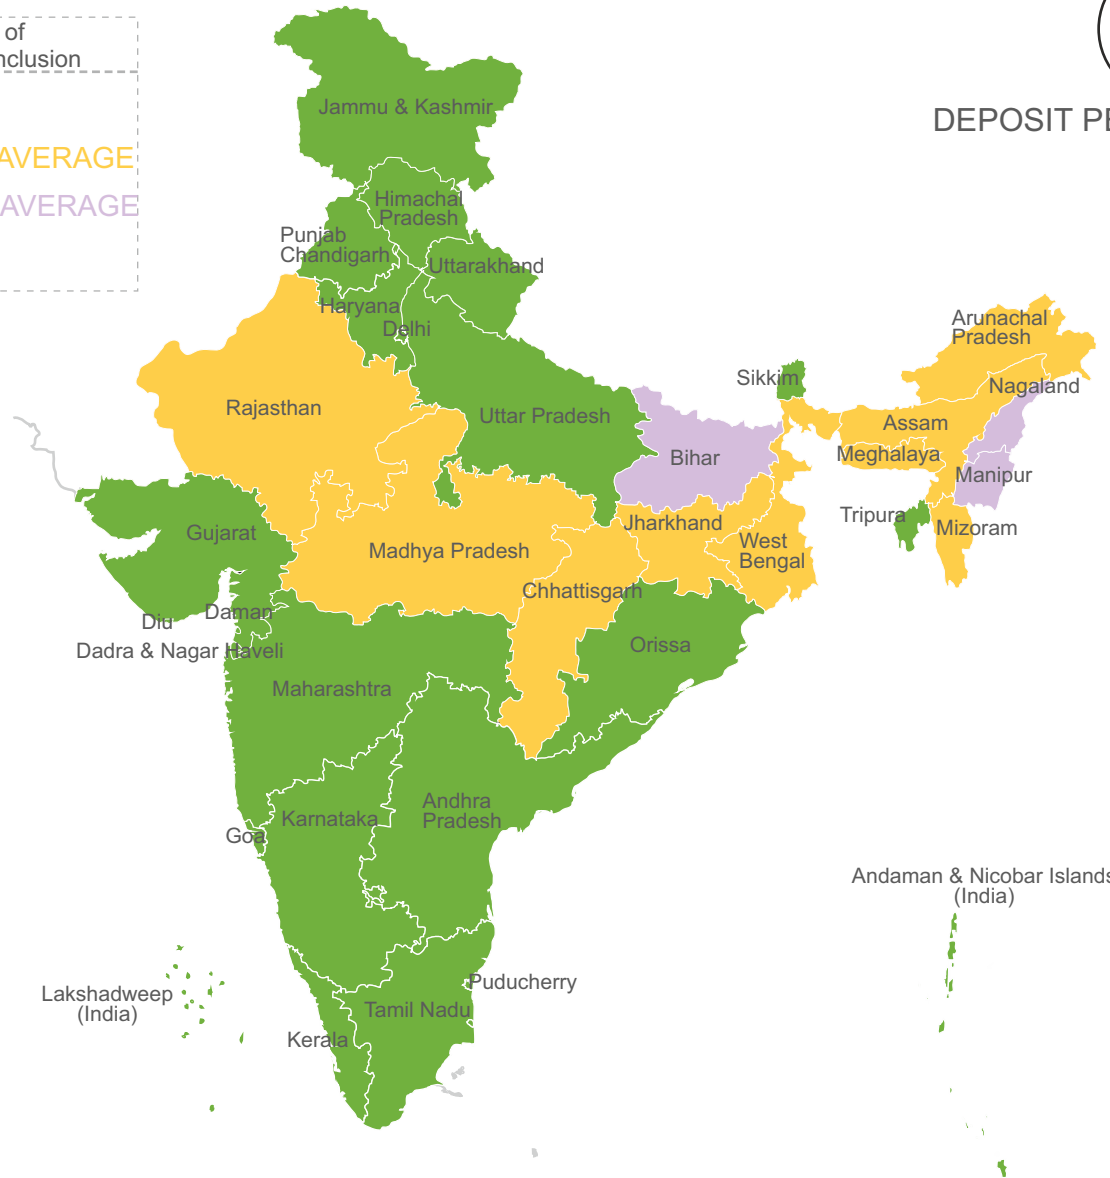 of
nclusion
AVERAGE
AVERAGE
DEPOSIT PE
Jammu & Kashmir
Himachal
Pradesh
Punjab
Chandigarh
Uttarakhand
Haryana
Delhi
Rajasthan
Uttar Pradesh
Sikkim
Arunachal
Pradesh
Nagaland
Assam
Meghalaya
Bihar
Manipur
Tripura
Mizoram
Jharkhand
West
Bengal
Gujarat
Madhya Pradesh
Chhattisgarh
Diu
Daman
Dadra & Nagar Haveli
Orissa
Maharashtra
Andhra
Pradesh
Karnataka
Goa
Andaman & Nicobar Islands
(India)
Lakshadweep
(India)
Puducherry
Tamil Nadu
Kerala